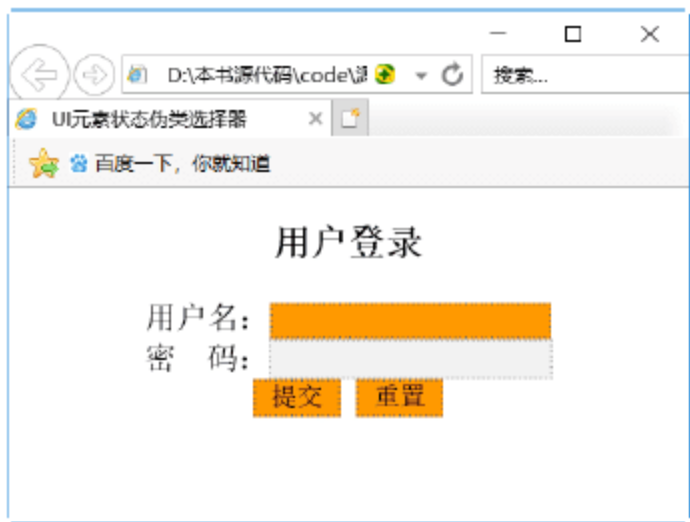 D:\本书源代码\code\源
搜索...
UI元素状态伪类选择器
百度一下，你就知道
用户登录
用户名：
密 码：
提交 重置